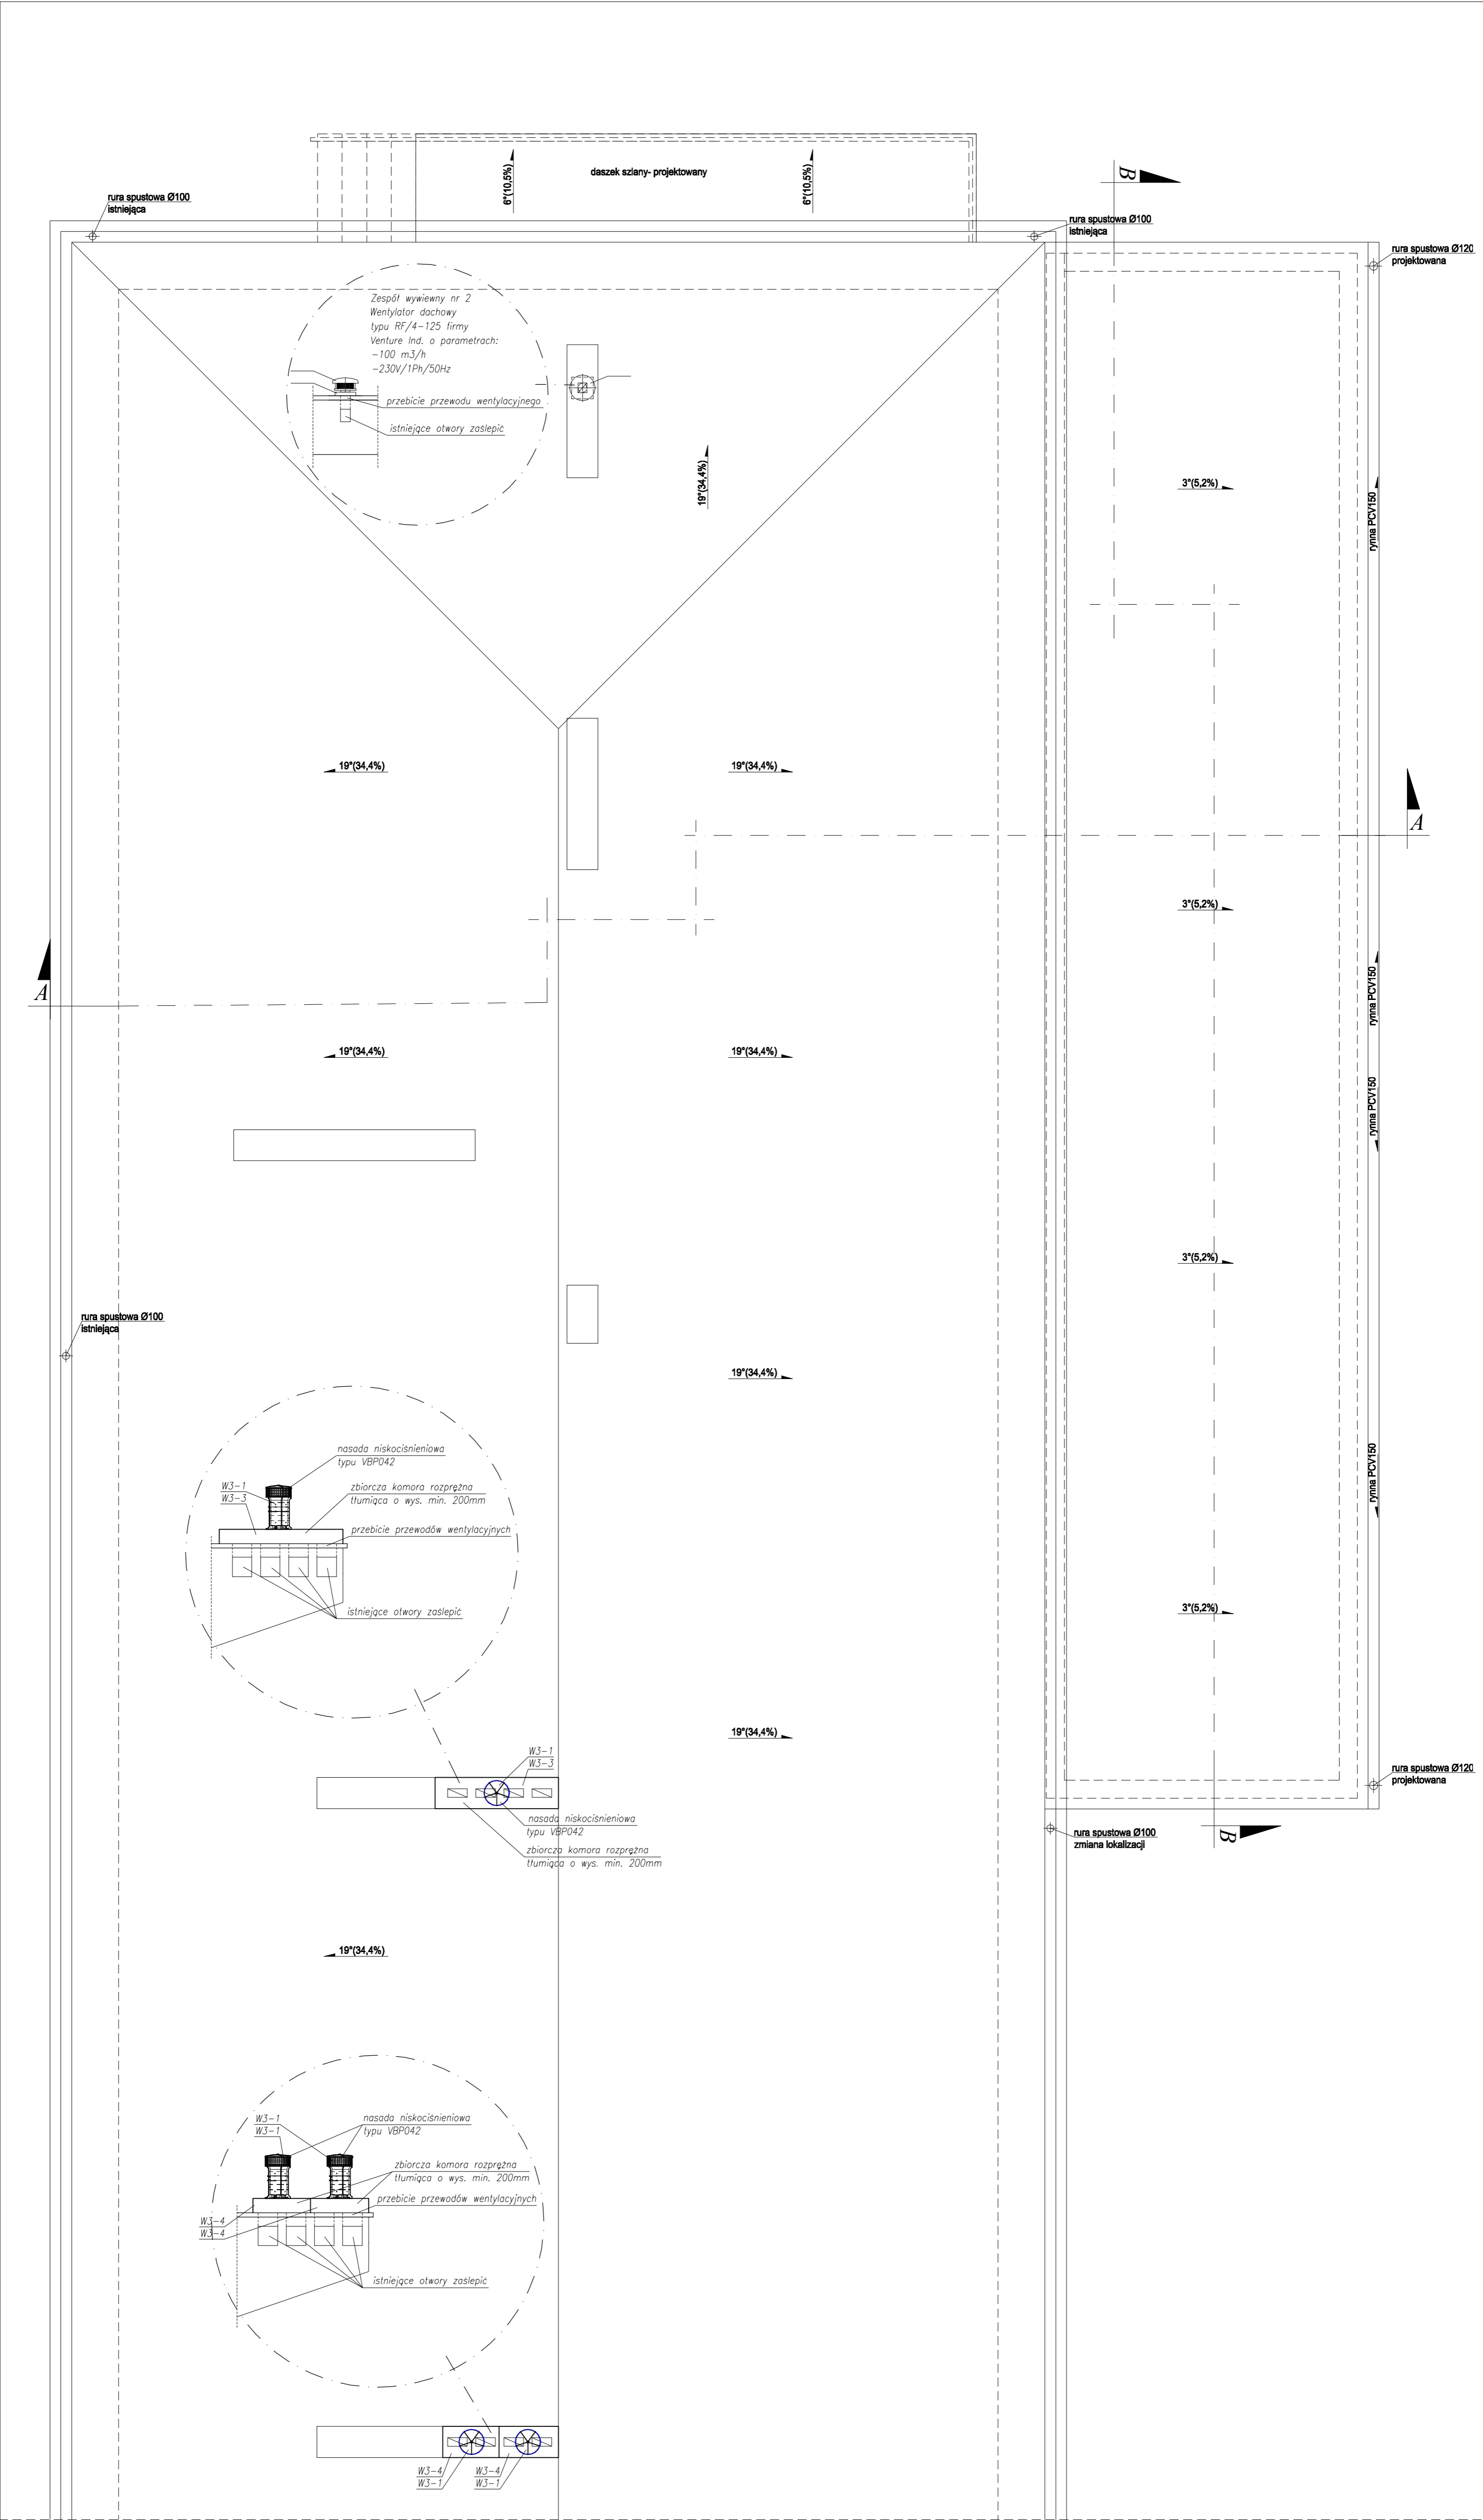 6°(10,5%)
daszek szlany- projektowany
6°(10,5%)
B
rura spustowa Ø100
istniejąca
rura spustowa Ø100
istniejąca
rura spustowa Ø120
projektowana
Zespół wywiewny nr 2
Wentylator dachowy
typu RF/4-125 firmy
Venture Ind. o parametrach:
-100 m3/h
-230V/1Ph/50Hz
przebicie przewodu wentylacyjnego
istniejące otwory zaślepić
19°(34,4%)
3°(5,2%)
rynna PCV150
19°(34,4%)
19°(34,4%)
A
3°(5,2%)
A
rynna PCV150
19°(34,4%)
19°(34,4%)
rynna PCV150
3°(5,2%)
rura spustowa Ø100
istniejąca
19°(34,4%)
nasada niskociśnieniowa
typu VBP042
W3-1
W3-3
zbiorcza komora rozprężna
tłumiąca o wys. min. 200mm
przebicie przewodów wentylacyjnych
istniejące otwory zaślepić
rynna PCV150
3°(5,2%)
19°(34,4%)
W3-1
W3-3
nasada niskociśnieniowa
typu VBP042
zbiorcza komora rozprężna
tłumiąca o wys. min. 200mm
rura spustowa Ø120
projektowana
rura spustowa Ø100
zmiana lokalizacji
B
19°(34,4%)
W3-1
W3-1
nasada niskociśnieniowa
typu VBP042
zbiorcza komora rozprężna
tłumiąca o wys. min. 200mm
przebicie przewodów wentylacyjnych
W3-4
W3-4
istniejące otwory zaślepić
W3-4
W3-1
W3-4
W3-1